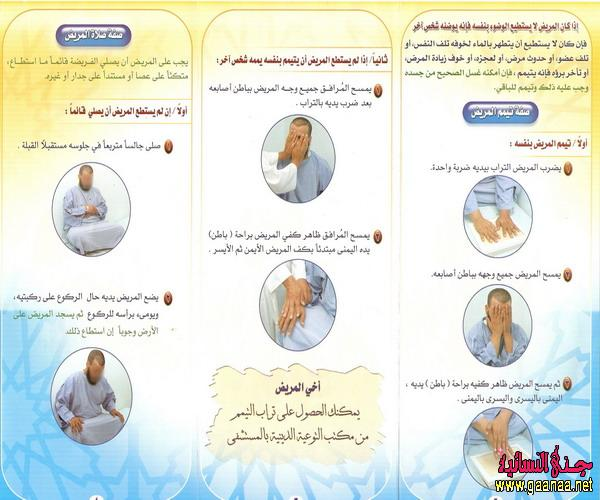 إذا كان المريض لا يستطيع الوضوء بنفسه فإنه يوضئه شخص آخر
فإن كان لا يستطيع أن يتطهر بالماء لخوفه تلف النفس، أو
تلف عضو، أو حدوث مرض، أو لعجزه، أو خوف زيادة المرض،
أو تأخر برؤه فإنه يتيمم، فإن أمكنه غسل الصحيح من جسده
وجب عليه ذلك وتيمم للباقي.
صفة تيمم المريض
أولاً / تيمم المريض بنفسه :
١ يضرب المريض التراب بيديه ضربة واحدة.
٢ يمسح المريض جميع وجهه بباطن أصابعه.
٣ ثم يمسح المريض ظاهر كفيه براحة ( باطن ) يديه ،
اليمنى باليسرى واليسرى باليمنى.
ثانياً/ إذا لم يستطع المريض أن يتيمم بنفسه يممه شخص آخر:
١ يمسح المُرافق جميع وجه المريض بباطن أصابعه
بعد ضرب يديه بالتراب .
٢ يمسح المُرافق ظاهر كفي المريض براحة ( باطن )
يده اليمنى مبتدئاً بكف المريض الأيمن ثم الأيسر .
أخي المريض
يمكنك الحصول على تراب التيمم
من مكتب التوعية الدينية بالمستشفى
صفة صلاة المريض
يجب على المريض أن يصلي الفريضة قائماً ما استطاع،
متكئاً على عصا أو مستنداً على جدار أو غيره.
أولاً/ إن لم يستطع المريض أن يصلي قائماً :
١ صلى جالساً متربعاً في جلوسه مستقبلاً القبلة .
٢ يضع المريض يديه حال الركوع على ركبتيه ،
ويومىء برأسه للركوع ثم يسجد المريض على
الأرض وجوباً إن استطاع ذلك.
جنة النسائية
www.gaanaa.net